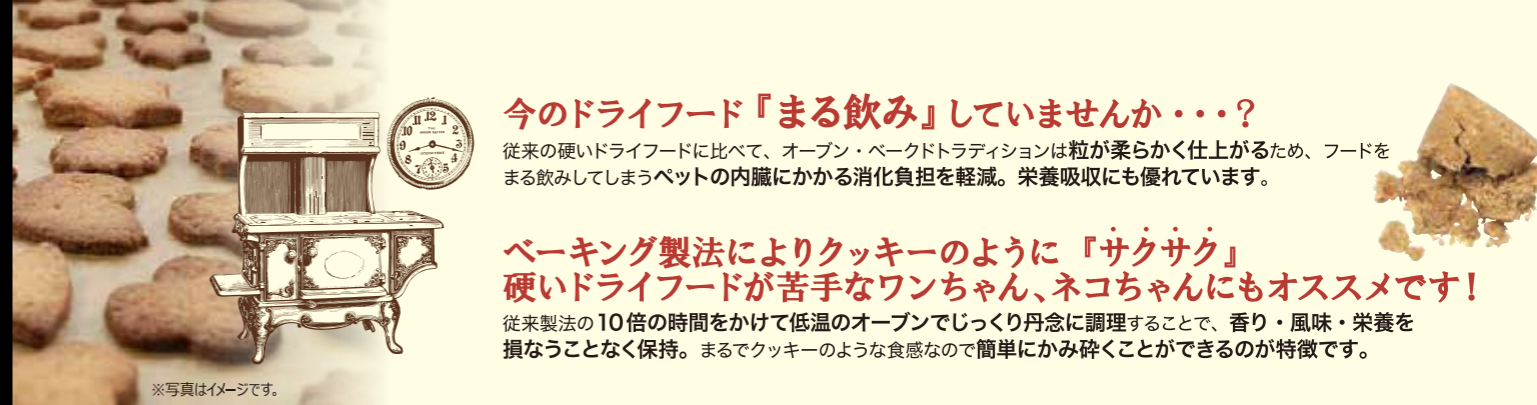 今のドライフード『まる飲み』していませんか・・・？
従来の硬いドライフードに比べて、オーブン・ベークドトラディションは粒が柔らかく仕上がるため、フードを
まる飲みしてしまうペットの内臓にかかる消化負担を軽減。栄養吸収にも優れています。
ベーキング製法によりクッキーのように『サクサク』
硬いドライフードが苦手なワンちゃん、ネコちゃんにもオススメです！
従来製法の10倍の時間をかけて低温のオーブンでじっくり丹念に調理することで、香り・風味・栄養を
損なうことなく保持。まるでクッキーのような食感なので簡単にかみ砕くことができるのが特徴です。
※写真はイメージです。